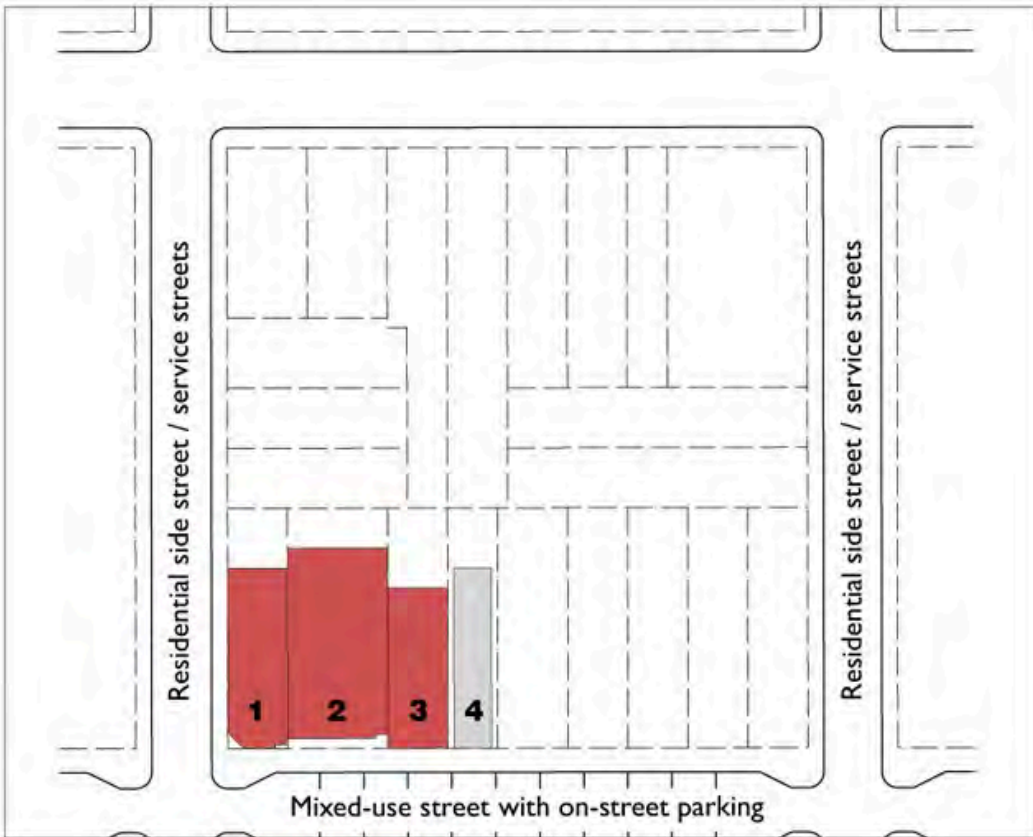 Residential side street / service streets
Residential side street / service streets
1
2
3
4
Mixed-use street with on-street parking